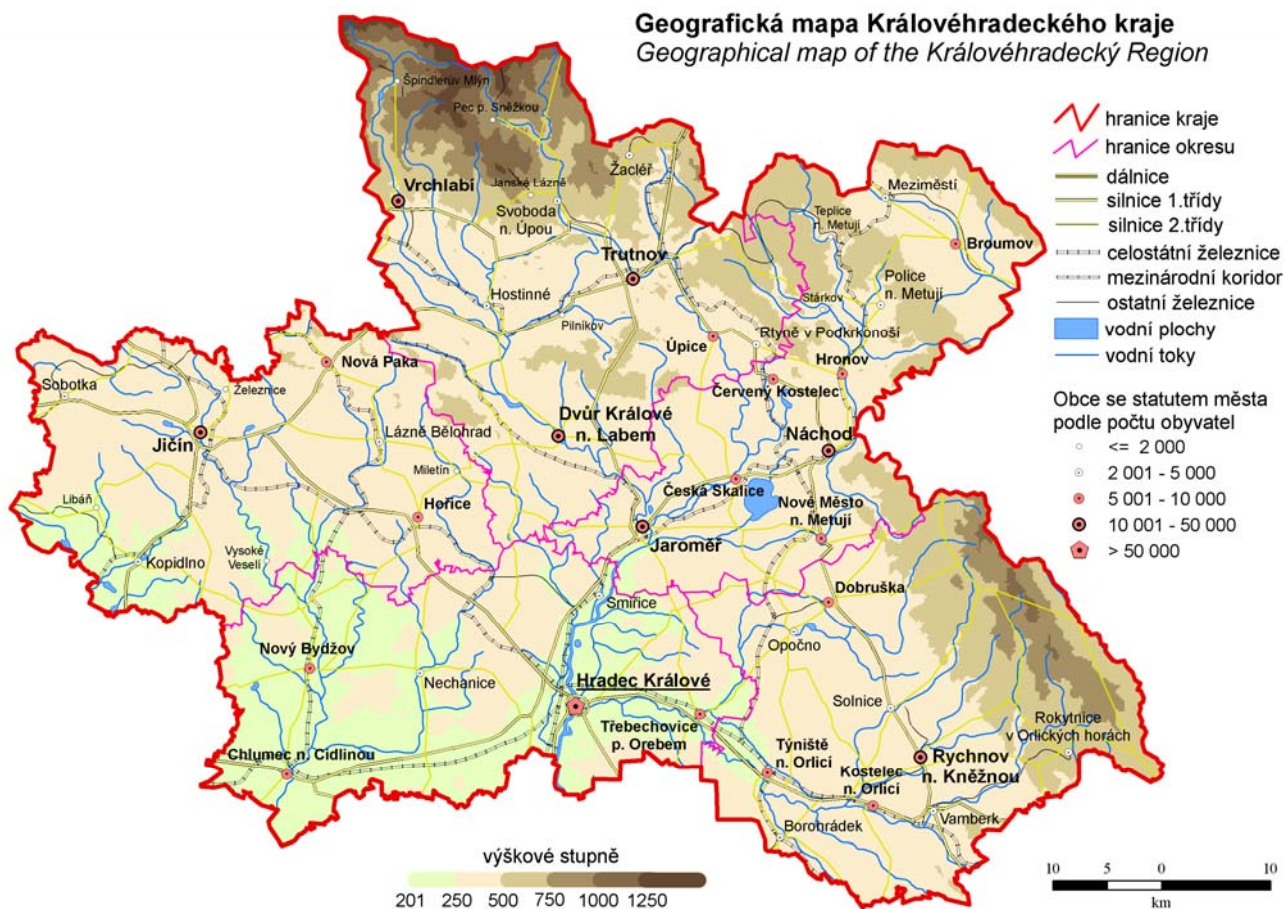 Geografická mapa Královéhradeckého kraje
Geographical map of the Královéhradecký Region
hranice kraje
hranice okresu
dálnice
silnice 1.třídy
silnice 2.třídy
celostátní železnice
mezinárodní koridor
ostatní železnice
vodní plochy
vodní toky
Obce se statutem města
podle počtu obyvatel
<= 2 000
2 001 - 5 000
5 001 - 10 000
10 001 - 50 000
> 50 000
Špindlerův Mlýn
Pec p. Sněžkou
Vrchlabí
Janské Lázně
Svoboda
n. Úpou
Žacléř
Meziměstí
Teplice
n. Metují
Broumov
Trutnov
Police
n. Metují
Hostinné
Stárkov
Pilníkov
Úpice
Rtyně v Podkrkonoší
Hronov
Nová Paka
Sobotka
Železnice
Červený Kostelec
Dvůr Králové
n. Labem
Jičín
Lázně Bělohrad
Náchod
Miletín
Libáň
Hořice
Česká Skalice
Nové Město
n. Metují
Jaroměř
Kopidlno
Vysoké
Veselí
Smiřice
Dobruška
Opočno
Nový Bydžov
Nechanice
Hradec Králové
Solnice
Třebechovice
p. Orebem
Rokytnice
v Orlických horách
Chlumec n. Cidlinou
Týniště
n. Orlicí
Rychnov
n. Kněžnou
Kostelec
n. Orlicí
Vamberk
Borohrádek
výškové stupně
201 250 500 750 1000 1250
10 5 0 10
km